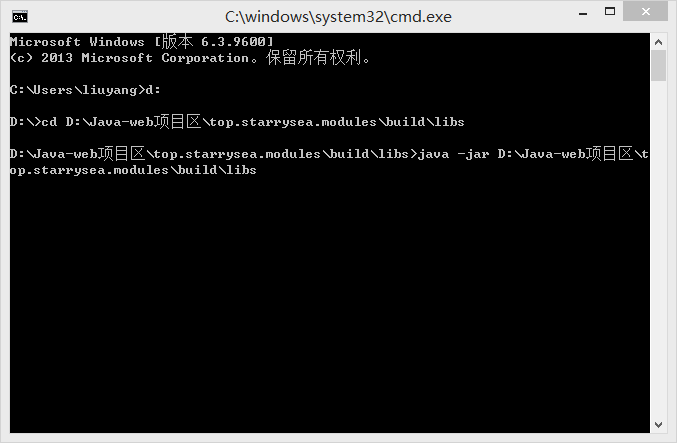 C:\windows\system32\cmd.exe
Microsoft Windows [版本 6.3.9600]
(c) 2013 Microsoft Corporation。保留所有权利。
C:\Users\liuyang>d:
D:\>cd D:\Java-web项目区\top.starrysea.modules\build\libs
D:\Java-web项目区\top.starrysea.modules\build\libs>java -jar D:\Java-web项目区\t
op.starrysea.modules\build\libs